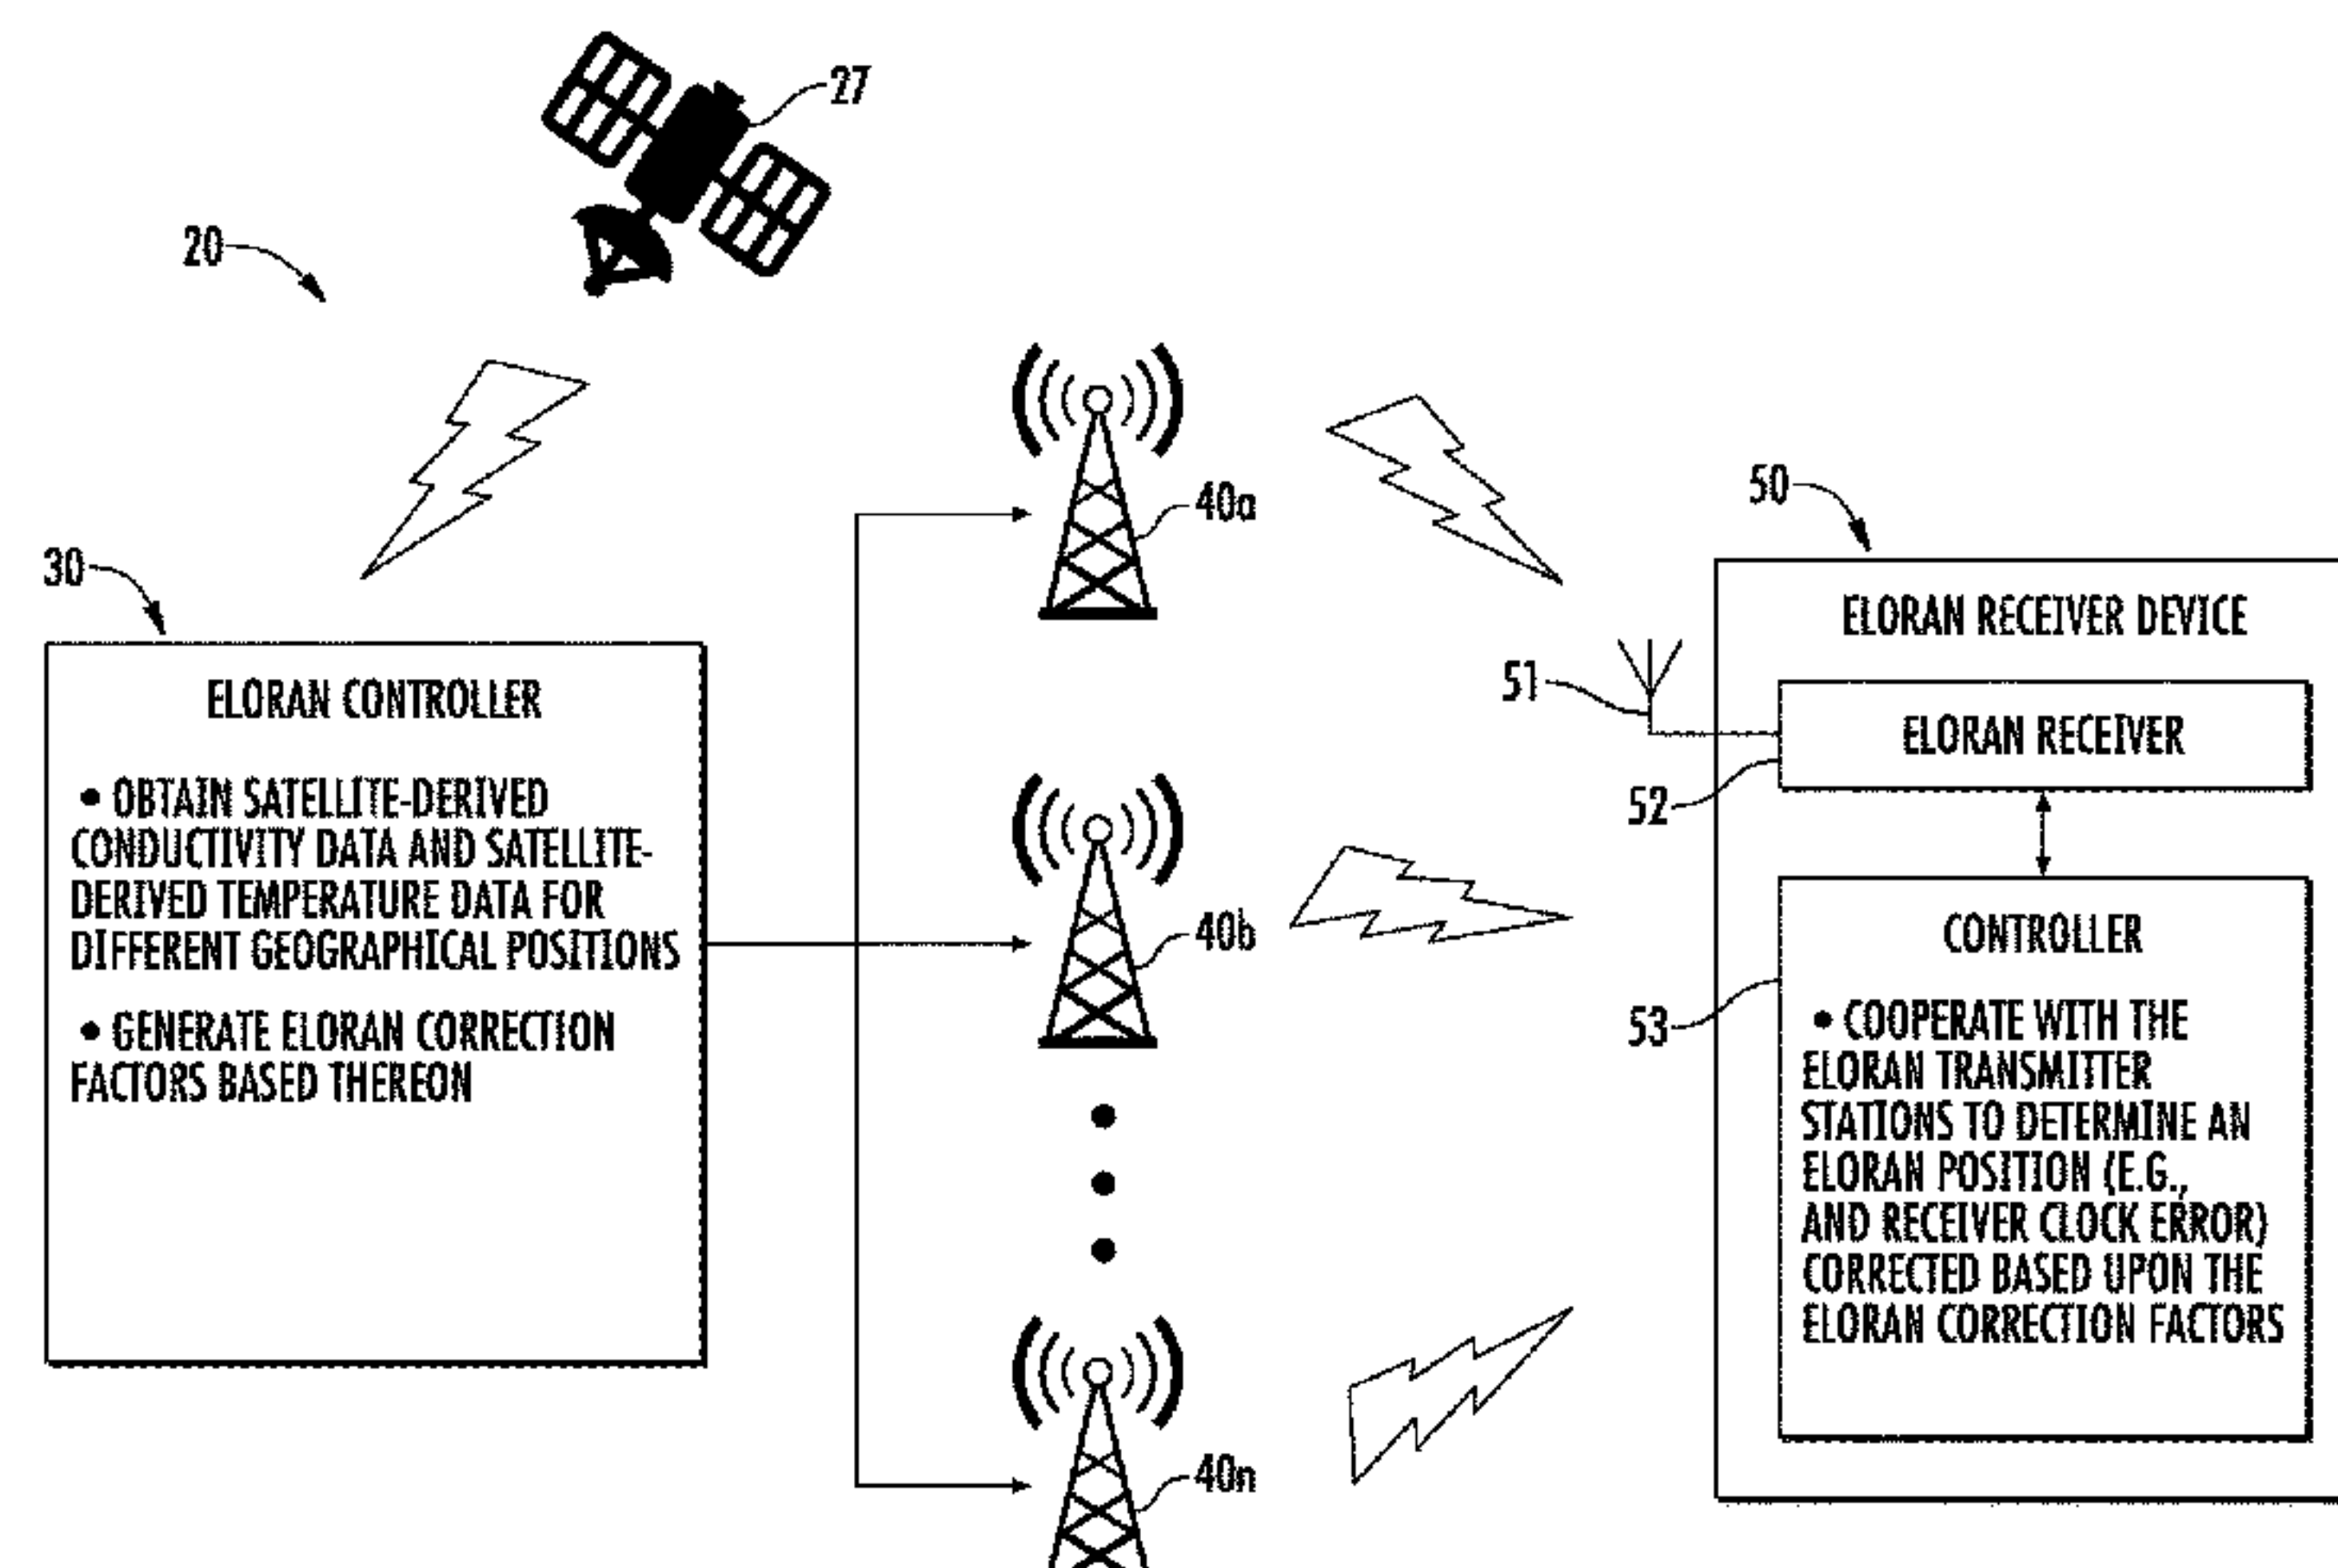 27
20
40a
50
30
ELORAN RECEIVER DEVICE
51
ELORAN RECEIVER
52
ELORAN CONTROLLER
• OBTAIN SATELLITE-DERIVED
CONDUCTIVITY DATA AND SATELLITE-
DERIVED TEMPERATURE DATA FOR
DIFFERENT GEOGRAPHICAL POSITIONS
• GENERATE ELORAN CORRECTION
FACTORS BASED THEREON
40b
CONTROLLER
53
• COOPERATE WITH THE
ELORAN TRANSMITTER
STATIONS TO DETERMINE AN
ELORAN POSITION (E.G.,
AND RECEIVER CLOCK ERROR)
CORRECTED BASED UPON THE
ELORAN CORRECTION FACTORS
40n